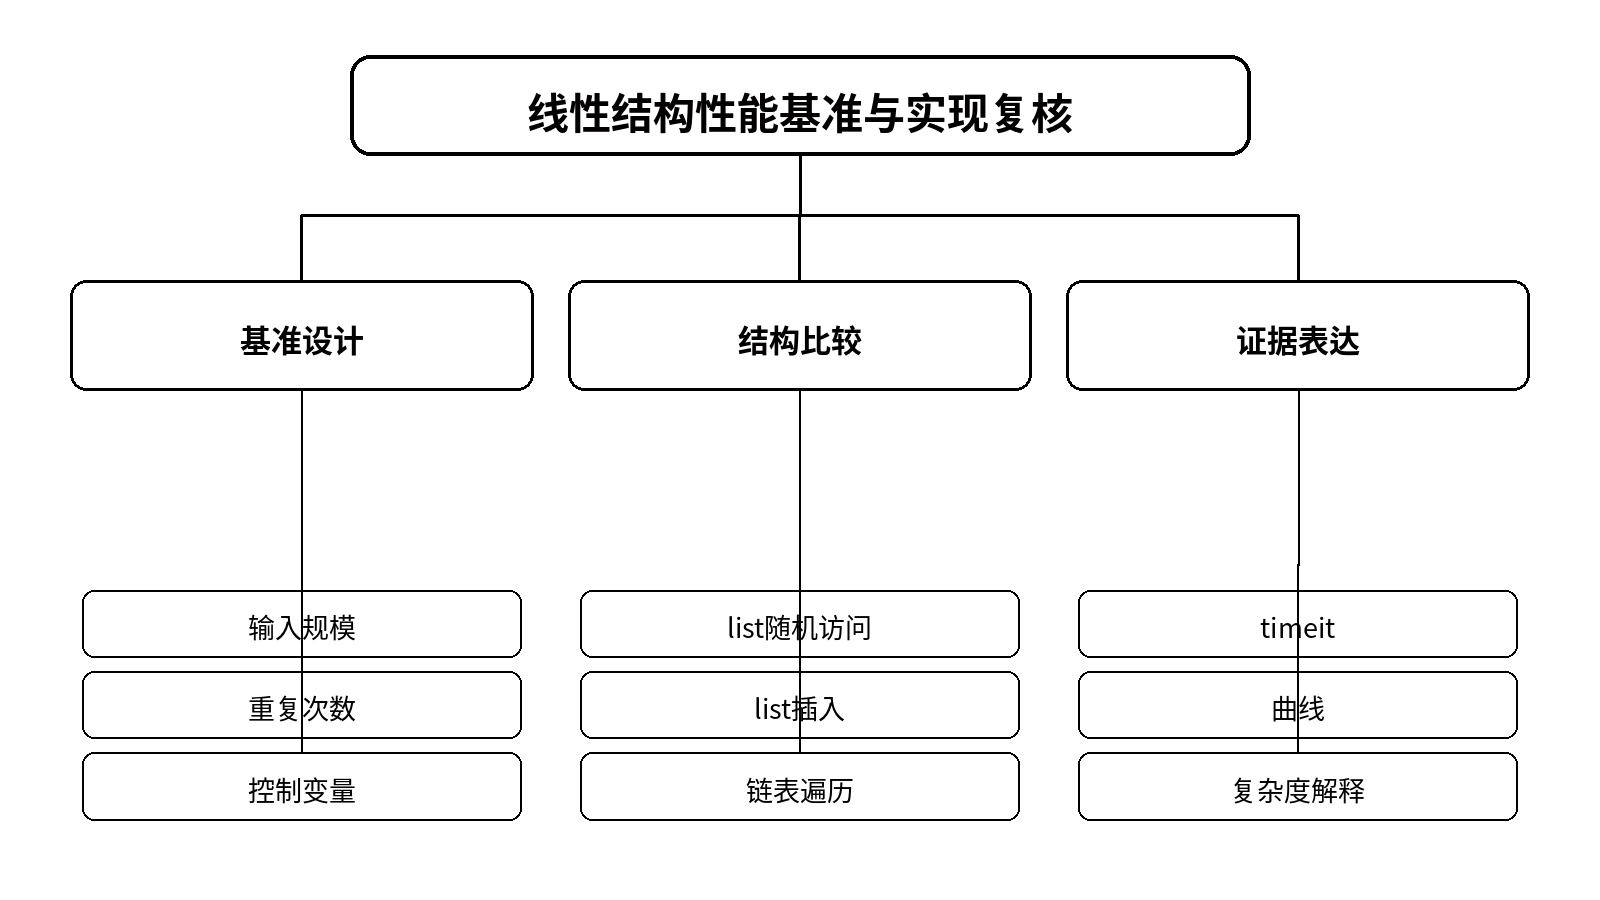 线性结构性能基准与实现复核
基准设计
结构比较
证据表达
输入规模
list随机访问
timeit
重复次数
list插入
曲线
控制变量
链表遍历
复杂度解释